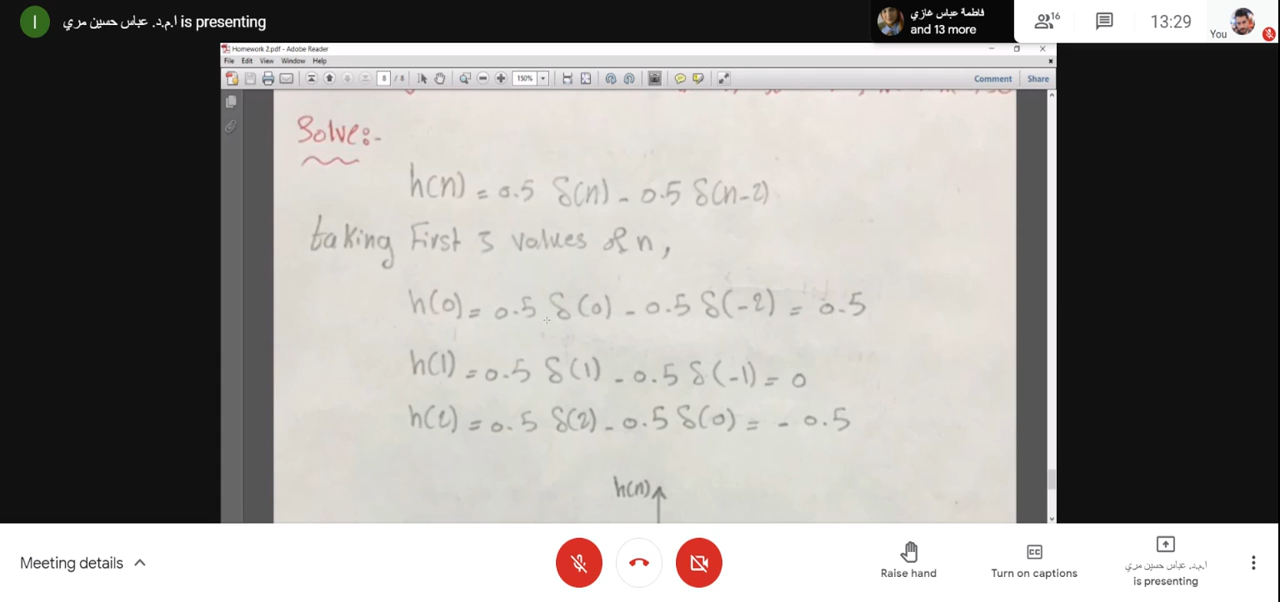 I
ا.م.د. عباس حسين مري is presenting
فاطمة عباس غازي
and 13 more
16
13:29
You
Homework 2.pdf - Adobe Reader
File Edit View Window Help
8 / 8
150%
Comment Share
Solve:-
h(n) = 0.5 δ(n) - 0.5 δ(n-2)
taking First 3 values of n,
h(0) = 0.5 δ(0) - 0.5 δ(-2) = 0.5
h(1) = 0.5 δ(1) - 0.5 δ(-1) = 0
h(2) = 0.5 δ(2) - 0.5 δ(0) = - 0.5
h(n)
Meeting details
Raise hand
CC
Turn on captions
ا.م.د. عباس حسين مري
is presenting